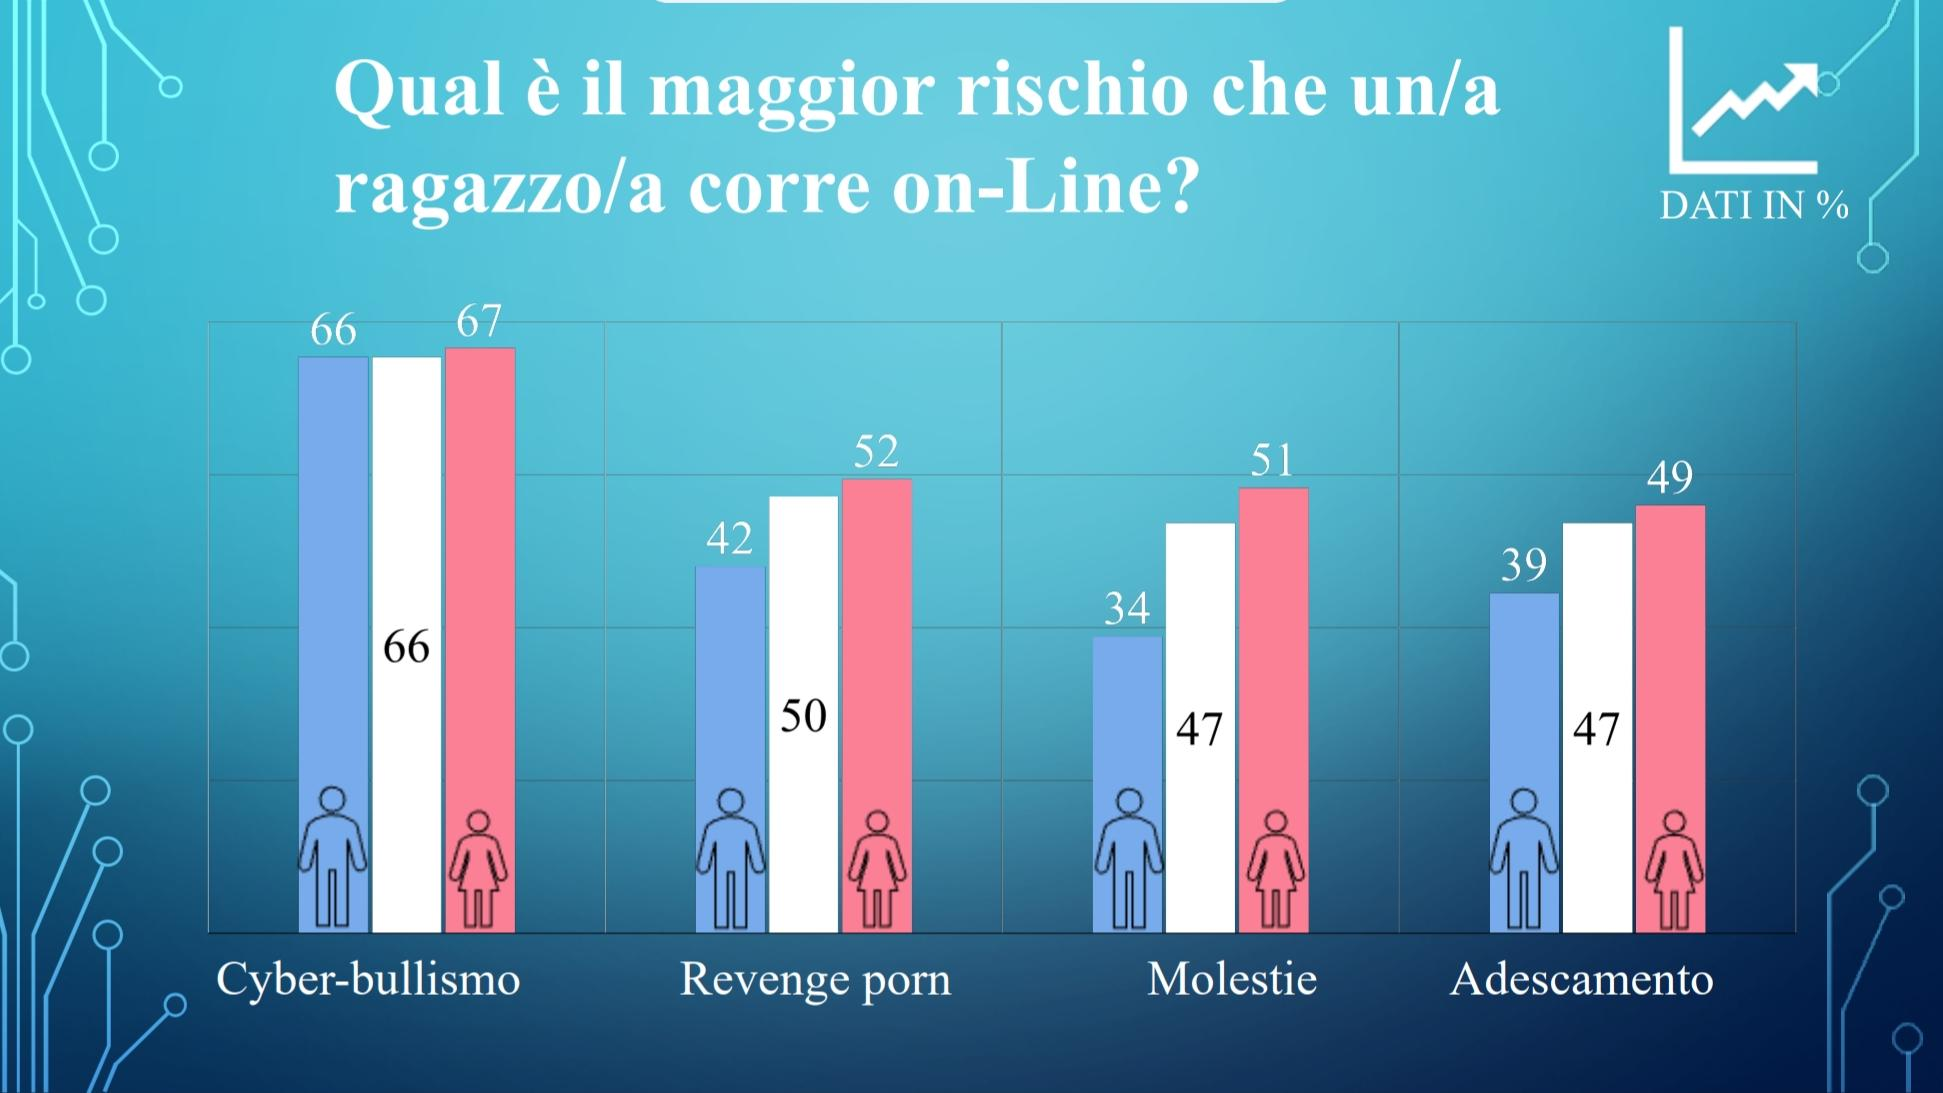 Qual è il maggior rischio che un/a
ragazzo/a corre on-Line?
DATI IN %
66
66
67
42
50
52
34
47
51
39
47
49
Cyber-bullismo
Revenge porn
Molestie
Adescamento